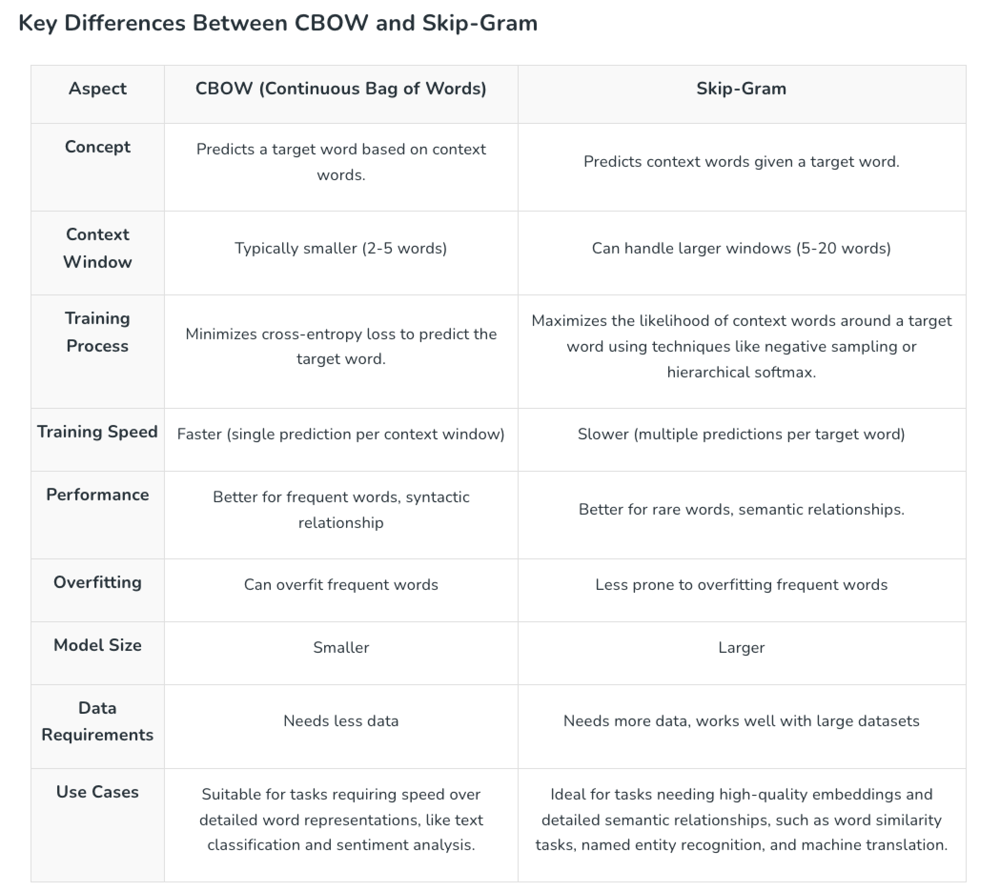 Key Differences Between CBOW and Skip-Gram
Aspect
CBOW (Continuous Bag of Words)
Skip-Gram
Concept
Predicts a target word based on context
words.
Predicts context words given a target word.
Context
Window
Typically smaller (2-5 words)
Can handle larger windows (5-20 words)
Training
Process
Minimizes cross-entropy loss to predict the
target word.
Maximizes the likelihood of context words around a target
word using techniques like negative sampling or
hierarchical softmax.
Training Speed
Faster (single prediction per context window)
Slower (multiple predictions per target word)
Performance
Better for frequent words, syntactic
relationship
Better for rare words, semantic relationships.
Overfitting
Can overfit frequent words
Less prone to overfitting frequent words
Model Size
Smaller
Larger
Data
Requirements
Needs less data
Needs more data, works well with large datasets
Use Cases
Suitable for tasks requiring speed over
detailed word representations, like text
classification and sentiment analysis.
Ideal for tasks needing high-quality embeddings and
detailed semantic relationships, such as word similarity
tasks, named entity recognition, and machine translation.